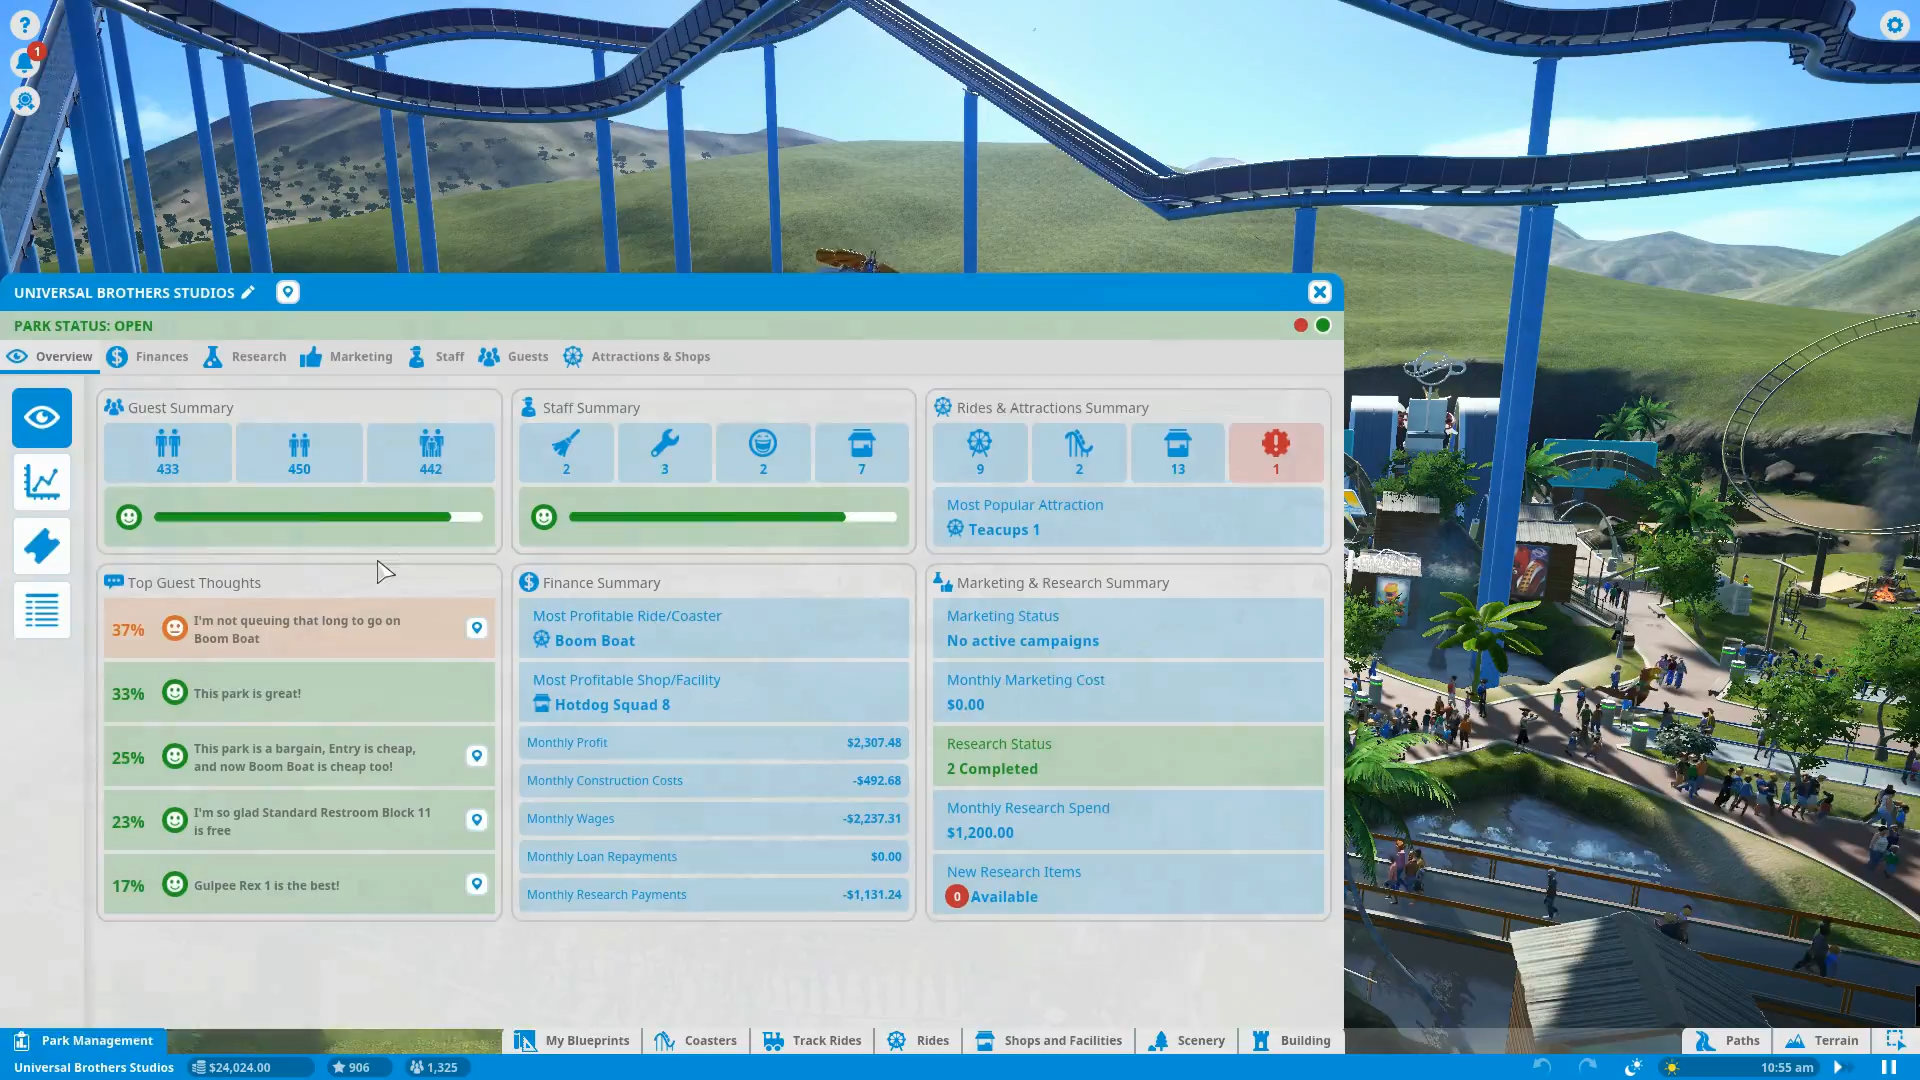 ?
1
UNIVERSAL BROTHERS STUDIOS
PARK STATUS: OPEN
Overview
Finances
Research
Marketing
Staff
Guests
Attractions & Shops
Guest Summary
433
450
442
Staff Summary
2
3
2
7
Rides & Attractions Summary
9
2
13
1
Most Popular Attraction
Teacups 1
Top Guest Thoughts
37%
I'm not queuing that long to go on
Boom Boat
33%
This park is great!
25%
This park is a bargain, Entry is cheap,
and now Boom Boat is cheap too!
23%
I'm so glad Standard Restroom Block 11
is free
17%
Gulpee Rex 1 is the best!
Finance Summary
Most Profitable Ride/Coaster
Boom Boat
Most Profitable Shop/Facility
Hotdog Squad 8
Monthly Profit $2,307.48
Monthly Construction Costs -$492.68
Monthly Wages -$2,237.31
Monthly Loan Repayments $0.00
Monthly Research Payments -$1,131.24
Marketing & Research Summary
Marketing Status
No active campaigns
Monthly Marketing Cost
$0.00
Research Status
2 Completed
Monthly Research Spend
$1,200.00
New Research Items
0 Available
Park Management
My Blueprints
Coasters
Track Rides
Rides
Shops and Facilities
Scenery
Building
Paths
Terrain
Universal Brothers Studios
$24,024.00
906
1,325
10:55 am